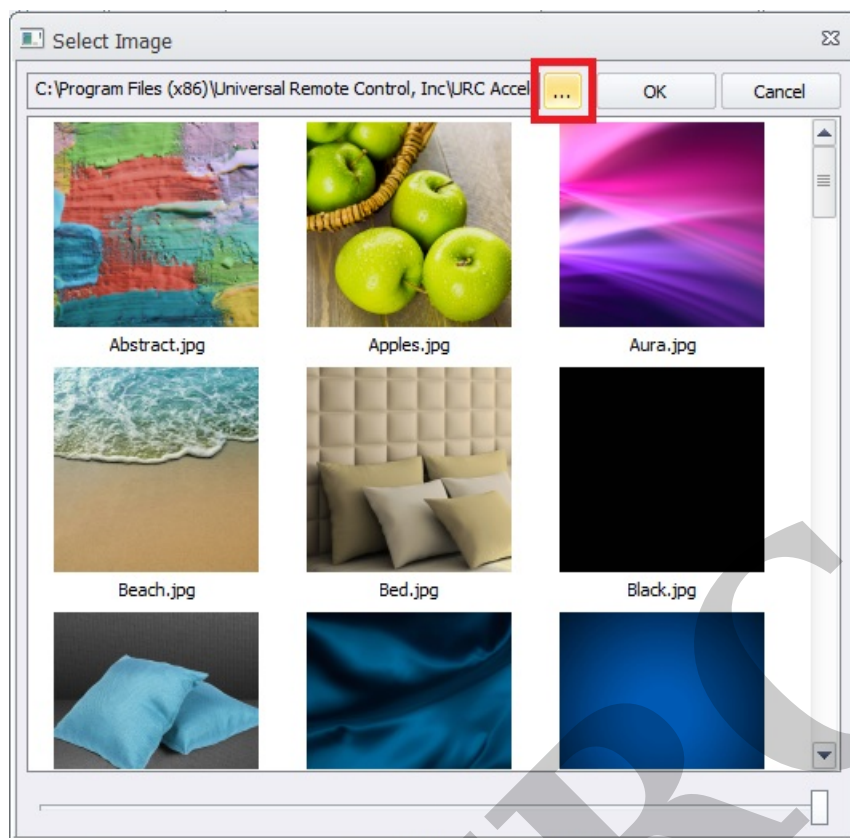 Select Image
C:\Program Files (x86)\Universal Remote Control, Inc\URC Accel
...
OK
Cancel
Abstract.jpg
Apples.jpg
Aura.jpg
Beach.jpg
Bed.jpg
Black.jpg